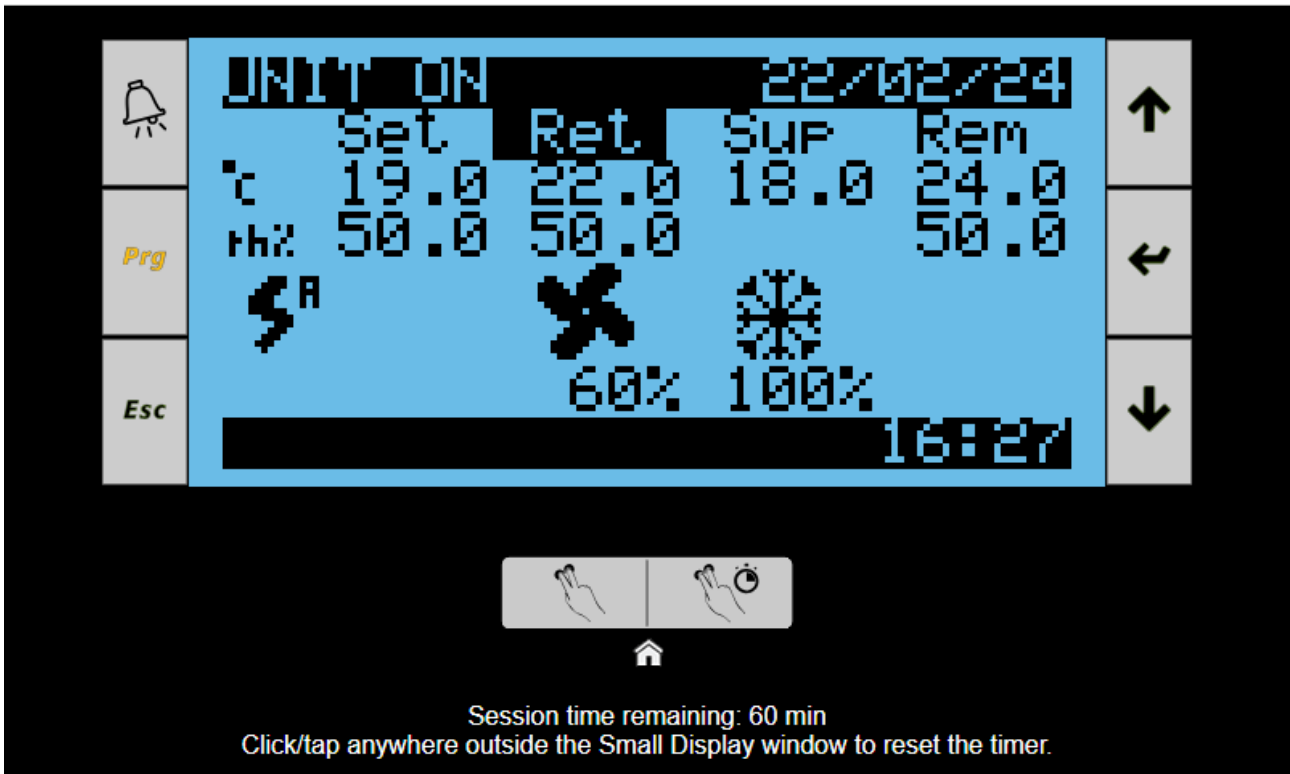 UNIT ON 22/02/24
Set Ret Sup Rem
°c 19.0 22.0 18.0 24.0
rh% 50.0 50.0 50.0
Prg
A
60% 100%
Esc
16:27
Session time remaining: 60 min
Click/tap anywhere outside the Small Display window to reset the timer.